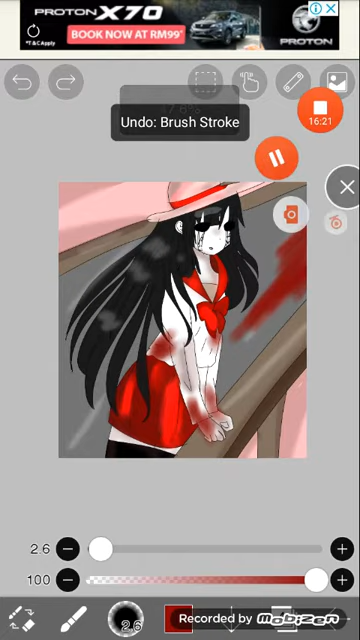 PROTON X70
*T&C Apply
BOOK NOW AT RM99*
PROTON
Undo: Brush Stroke
16:21
2.6
100
2.6
Recorded by mobizen